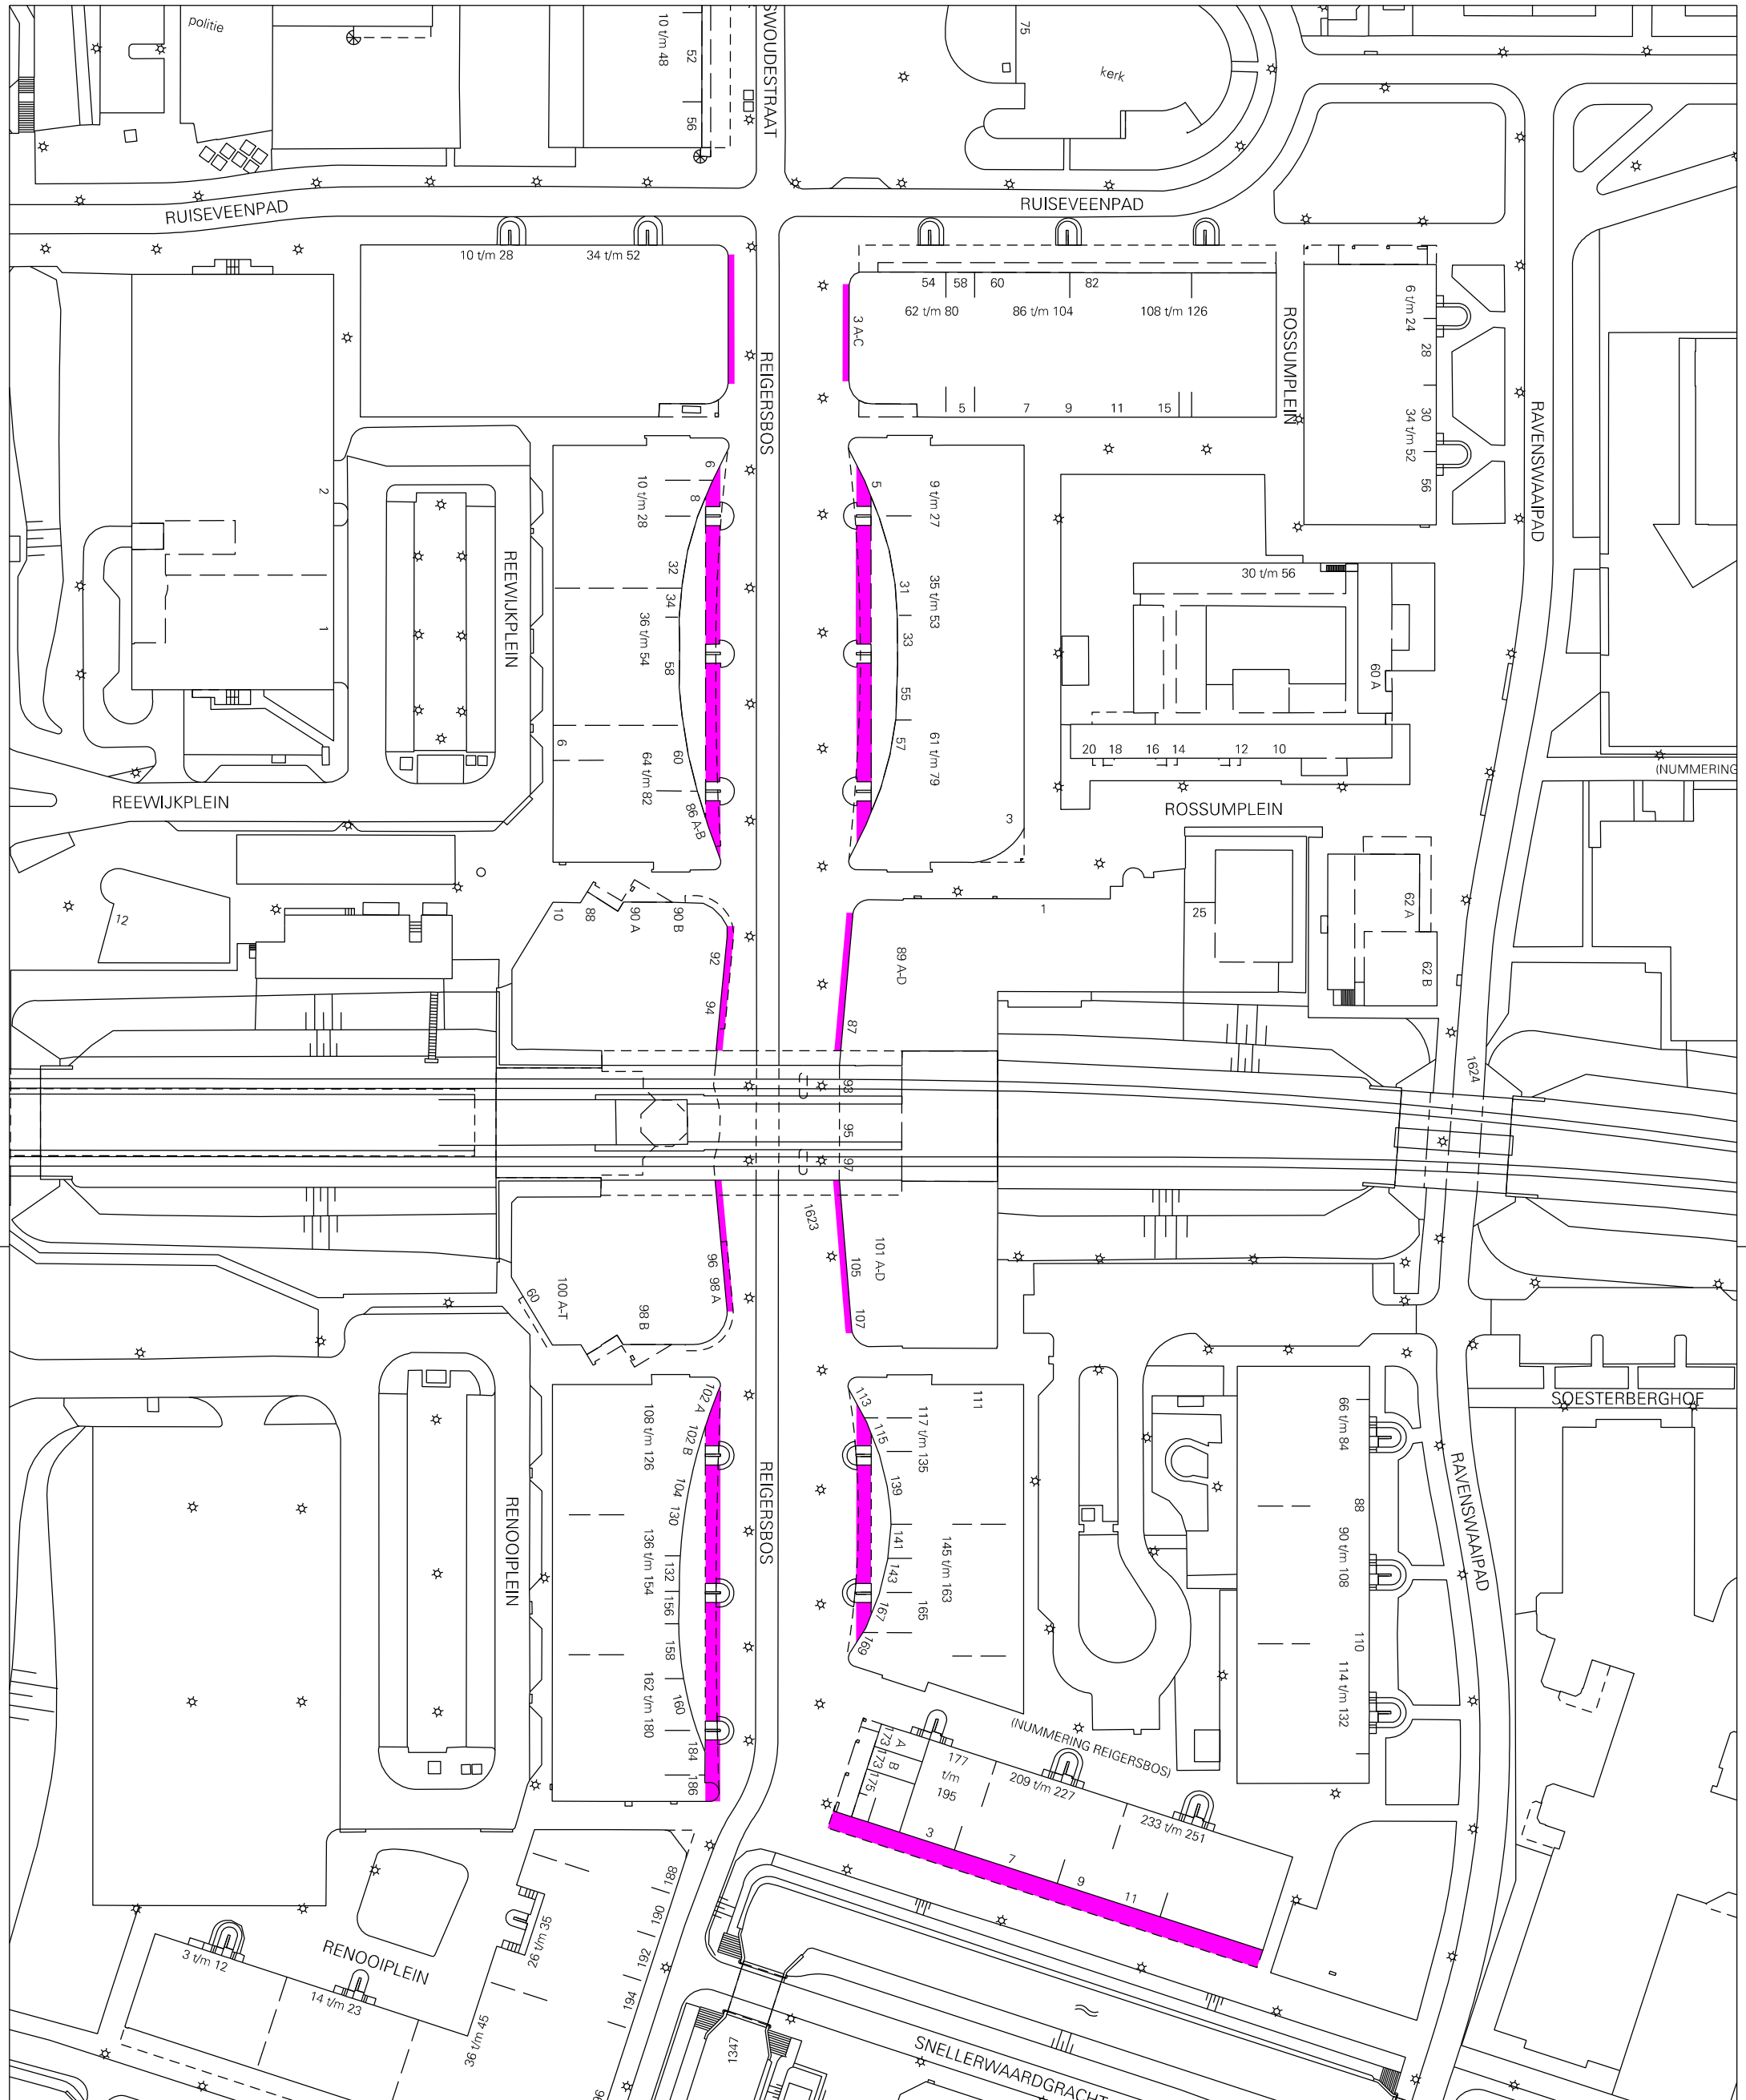 politie
10 t/m 48
52
56
SWOUDESTRAAT
75
kerk
RUISEVEENPAD
RUISEVEENPAD
10 t/m 28
34 t/m 52
54
58
60
82
62 t/m 80
86 t/m 104
108 t/m 126
3 A-C
5
7
9
11
15
REIGERSBOS
ROSSUMPLEIN
6 t/m 24
28
30
34 t/m 52
56
RAVENSWAAIPAD
2
1
REEWIJKPLEIN
6
8
10 t/m 28
32
34
36 t/m 54
58
60
6
64 t/m 82
86 A-B
5
9 t/m 27
31
35 t/m 53
33
55
57
61 t/m 79
3
30 t/m 56
60 A
20
18
16
14
12
10
(NUMMERING
REEWIJKPLEIN
ROSSUMPLEIN
12
10
88
90 A
90 B
92
94
89 A-D
87
1
25
62 A
62 B
1624
93
95
97
1623
96
98 A
98 B
100 A-T
60
101 A-D
105
107
SOESTERBERGHOF
102 A
102 B
108 t/m 126
104
130
136 t/m 154
132
156
158
162 t/m 180
160
184
186
REIGERSBOS
RENOOIPLEIN
113
115
117 t/m 135
111
139
141
143
145 t/m 163
165
167
169
66 t/m 84
88
90 t/m 108
110
114 t/m 132
RAVENSWAAIPAD
(NUMMERING REIGERSBOS)
173 A
173 B
175
177
t/m
195
209 t/m 227
233 t/m 251
3
7
9
11
188
190
192
194
26 t/m 35
RENOOIPLEIN
3 t/m 12
14 t/m 23
36 t/m 45
1347
SNELLERWAARDGRACHT